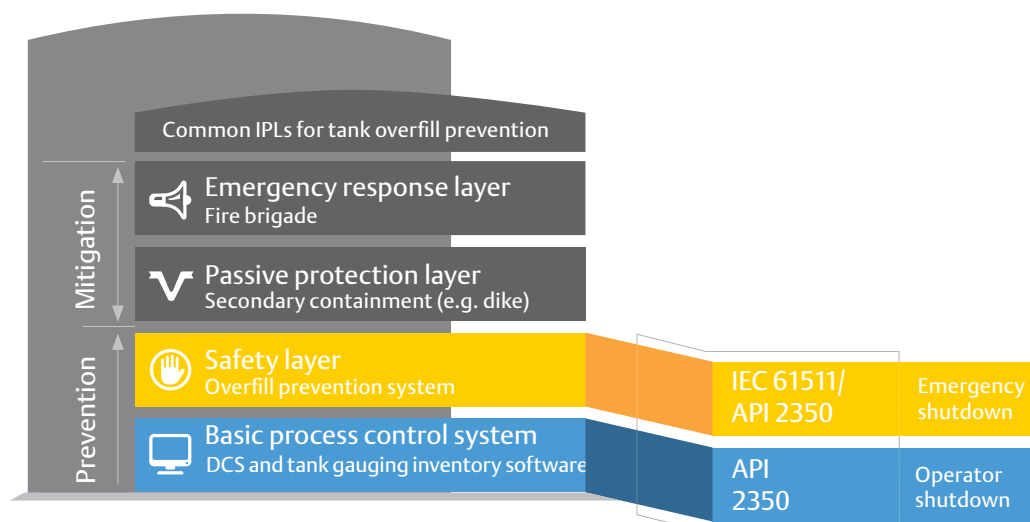 Common IPLs for tank overfill prevention
Mitigation
Emergency response layer
Fire brigade
Passive protection layer
Secondary containment (e.g. dike)
Prevention
Safety layer
Overfill prevention system
IEC 61511/
API 2350
Emergency
shutdown
Basic process control system
DCS and tank gauging inventory software
API
2350
Operator
shutdown